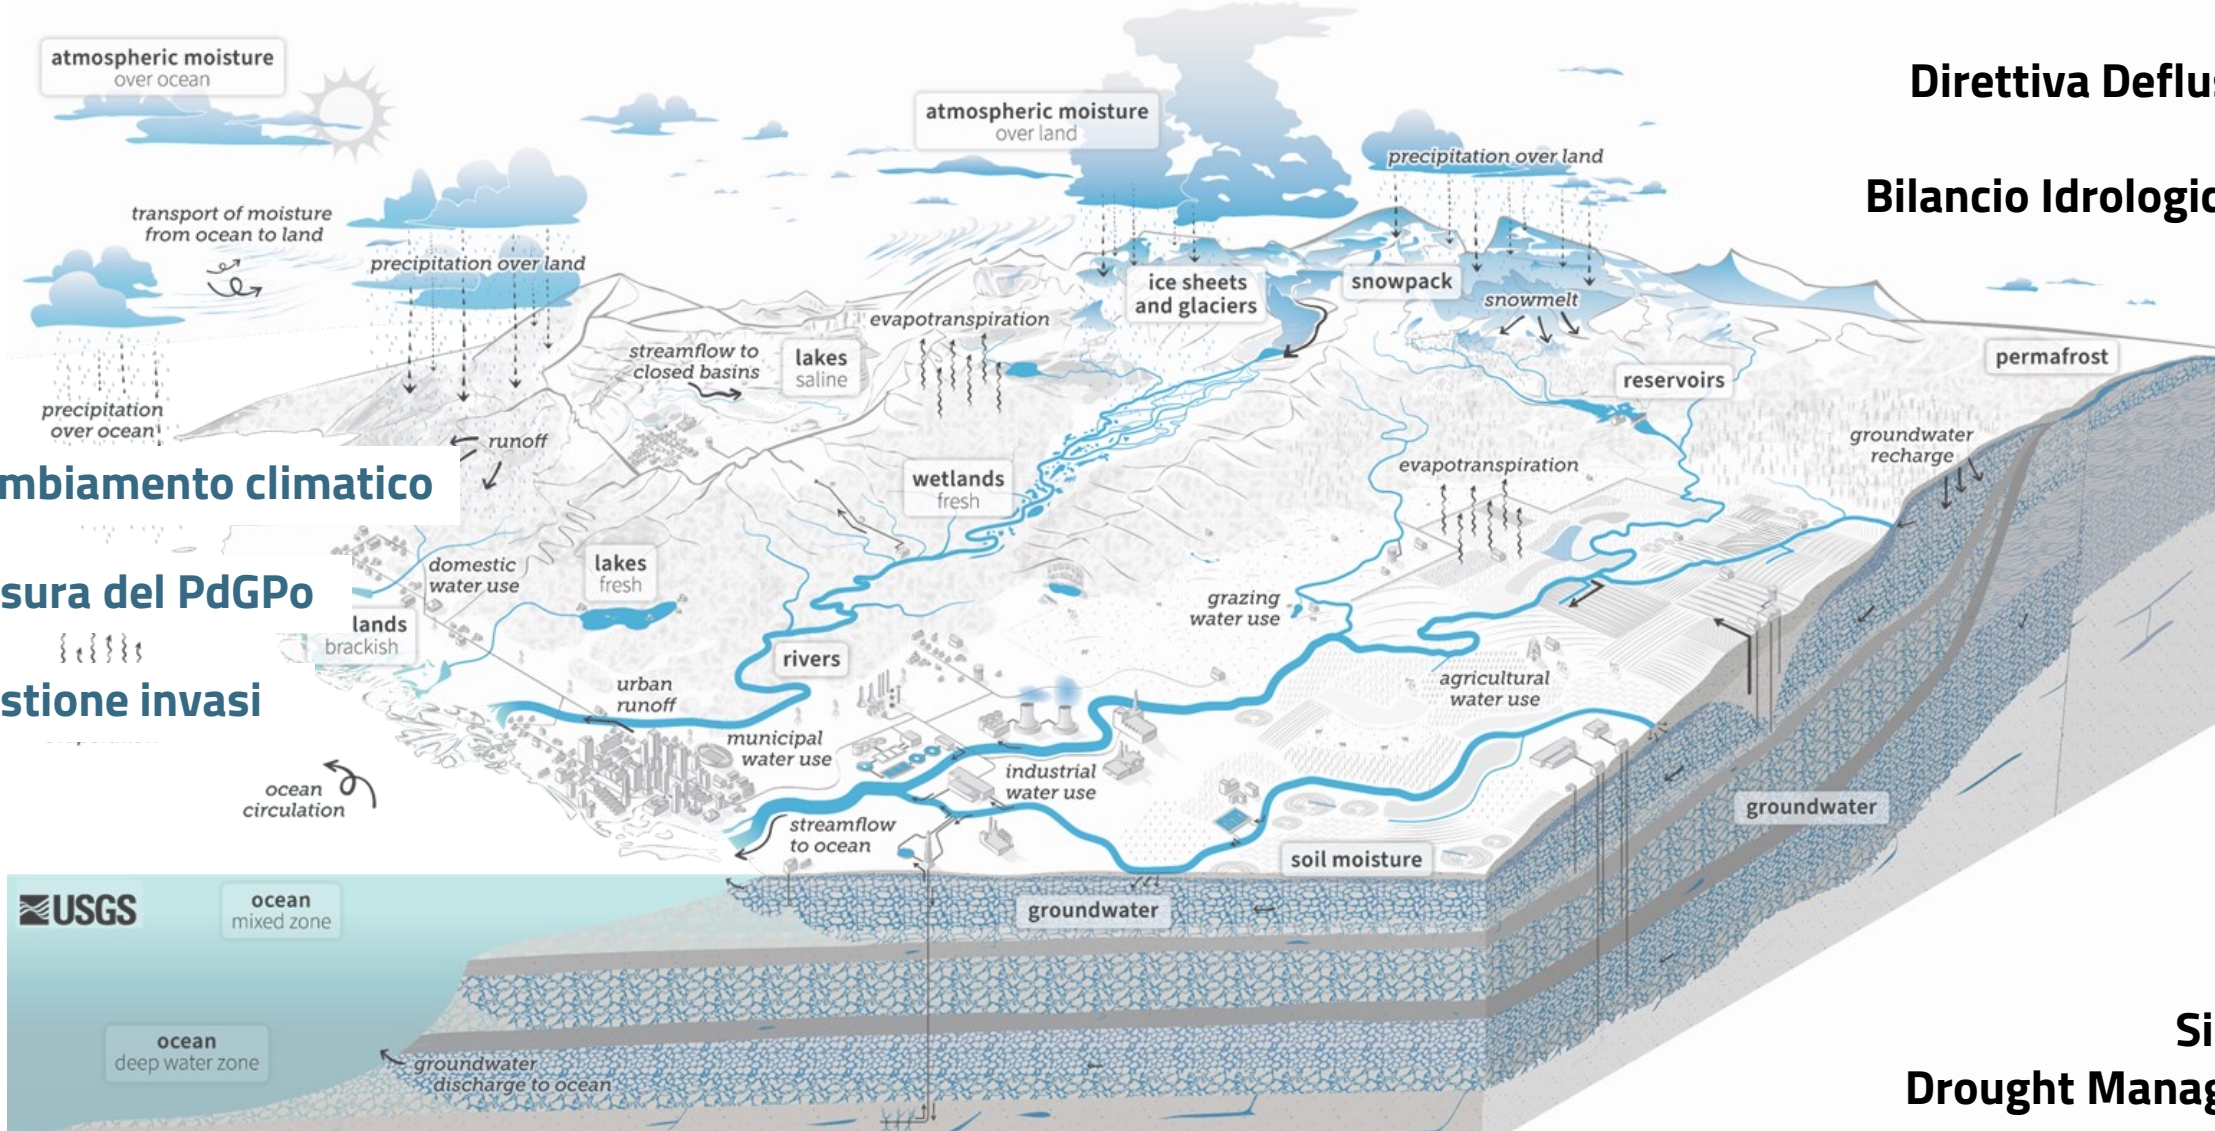 atmospheric moisture
over ocean
atmospheric moisture
over land
Direttiva Deflus
precipitation over land
Bilancio Idrologic
transport of moisture
from ocean to land
precipitation over land
ice sheets
and glaciers
snowpack
snowmelt
evapotranspiration
streamflow to
closed basins
lakes
saline
permafrost
reservoirs
precipitation
over ocean
runoff
groundwater
recharge
mbiamento climatico
wetlands
fresh
evapotranspiration
domestic
water use
lakes
fresh
sura del PdGPo
grazing
water use
lands
brackish
rivers
stione invasi
urban
runoff
agricultural
water use
municipal
water use
industrial
water use
ocean
circulation
groundwater
streamflow
to ocean
soil moisture
USGS
ocean
mixed zone
groundwater
ocean
deep water zone
groundwater
discharge to ocean
Si
Drought Manag